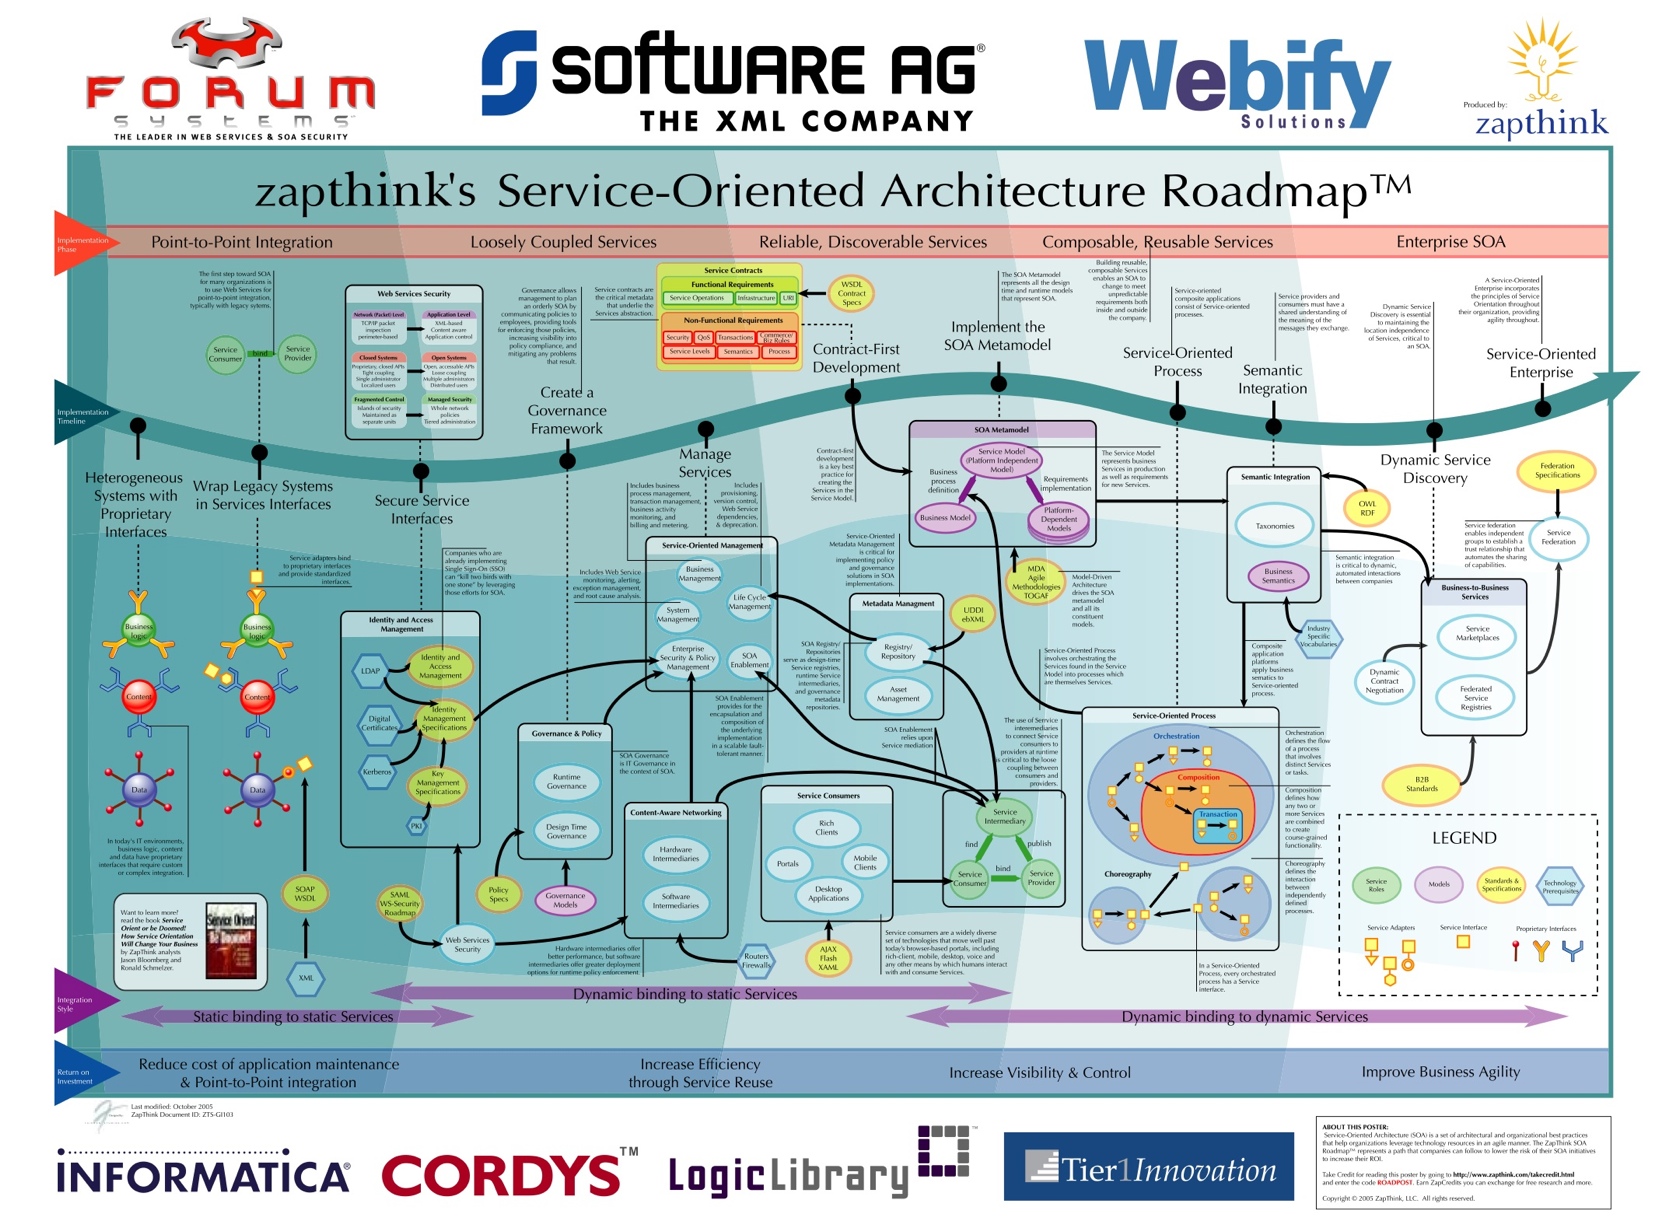 FORUM
SYSTEMS™
THE LEADER IN WEB SERVICES & SOA SECURITY
software AG®
THE XML COMPANY
Webify
Solutions
Produced by:
zapthink
zapthink's Service-Oriented Architecture Roadmap™
Implementation
Phase
Point-to-Point Integration
Loosely Coupled Services
Reliable, Discoverable Services
Composable, Reusable Services
Enterprise SOA
The first step toward SOA
for many organizations is
to use Web Services for
point-to-point integration,
typically with legacy sytems.
Service
Consumer
bind
Service
Provider
Web Services Security
Network (Packet) Level
TCP/IP packet
inspection
perimeter-based
Application Level
XML-based
Content aware
Application control
Closed Systems
Proprietary, closed APIs
Tight coupling
Single administrator
Localized users
Open Systems
Open, accessable APIs
Loose coupling
Multiple administrators
Distributed users
Fragmented Control
Islands of security
Maintained as
separate units
Managed Security
Whole network
policies
Tiered administration
Governance allows
management to plan
an orderly SOA by
communicating policies to
employees, providing tools
for enforcing those policies,
increasing visibility into
policy compliance, and
mitigating any problems
that result.
Service contracts are
the critical metadata
that underlie the
Services abstraction.
Service Contracts
Functional Requirements
Service Operations
Infrastructure
URI
Non-Functional Requirements
Security
QoS
Transactions
Commerce/
Biz Rules
Service Levels
Semantics
Process
WSDL
Contract
Specs
The SOA Metamodel
represents all the design
time and runtime models
that represent SOA.
Building reusable,
composable Services
enables an SOA to
change to meet
unpredictable
requirements both
inside and outside
the company.
Service-oriented
composite applications
consist of Service-oriented
processes.
Service providers and
consumers must have a
shared understanding of
the meaning of the
messages they exchange.
Dynamic Service
Discovery is essential
to maintaining the
location independence
of Services, critical to
an SOA.
A Service-Oriented
Enterprise incorporates
the principles of Service
Orientation throughout
their organization, providing
agility throughout.
Implementation
Timeline
Heterogeneous
Systems with
Proprietary
Interfaces
Wrap Legacy Systems
in Services Interfaces
Secure Service
Interfaces
Create a
Governance
Framework
Manage
Services
Contract-First
Development
Implement the
SOA Metamodel
Service-Oriented
Process
Semantic
Integration
Dynamic Service
Discovery
Service-Oriented
Enterprise
Service adapters bind
to proprietary interfaces
and provide standardized
interfaces.
Business
logic
Business
logic
Content
Content
Data
Data
In today's IT environments,
business logic, content
and data have proprietary
interfaces that require custom
or complex integration.
Want to learn more?
read the book Service
Orient or be Doomed!
How Service Orientation
Will Change Your Business
by ZapThink analysts
Jason Bloomberg and
Ronald Schmelzer.
Service Orient
SOAP
WSDL
XML
Companies who are
already implementing
Single Sign-On (SSO)
can "kill two birds with
one stone" by leveraging
those efforts for SOA.
Identity and Access
Management
LDAP
Identity and
Access
Management
Digital
Certificates
Identity
Management
Specifications
Kerberos
Key
Management
Specifications
PKI
SAML
WS-Security
Roadmap
Web Services
Security
Policy
Specs
Governance
Models
Governance & Policy
Runtime
Governance
Design Time
Governance
SOA Governance
is IT Governance in
the context of SOA.
Includes business
process management,
transaction management,
business activity
monitoring, and
billing and metering.
Includes
provisioning,
version control,
Web Service
dependencies,
& deprecation.
Includes Web Service
monitoring, alerting,
exception management,
and root cause analysis.
Service-Oriented Management
Business
Management
System
Management
Life Cycle
Management
Enterprise
Security & Policy
Management
SOA
Enablement
SOA Enablement
provides for the
encapsulation and
composition of
the underlying
implementation
in a scalable fault-
tolerant manner.
Content-Aware Networking
Hardware
Intermediaries
Software
Intermediaries
Hardware intermediaries offer
better performance, but software
intermediaries offer greater deployment
options for runtime policy enforcement.
Routers
Firewalls
Service Consumers
Rich
Clients
Portals
Mobile
Clients
Desktop
Applications
AJAX
Flash
XAML
Service consumers are a widely diverse
set of technologies that move well past
today's browser-based portals, including
rich-client, mobile, desktop, voice and
any other means by which humans interact
with and consume Services.
Contract-first
development
is a key best
practice for
creating the
Services in the
Service Model.
Service-Oriented
Metadata Management
is critical for
implementing policy
and governance
solutions in SOA
implementations.
Metadata Managment
Registry/
Repository
Asset
Management
UDDI
ebXML
SOA Registry/
Repositories
serve as design-time
Service registries,
runtime Service
intermediaries,
and governance
metadata
repositories.
SOA Enablement
relies upon
Service mediation
SOA Metamodel
Service Model
(Platform Independent
Model)
Business
process
definition
Requirements
implementation
Business Model
Platform-
Dependent
Models
The Service Model
represents business
Services in production
as well as requirements
for new Services.
MDA
Agile
Methodologies
TOGAF
Model-Driven
Architecture
drives the SOA
metamodel
and all its
constituent
models.
Service-Oriented Process
involves orchestrating the
Services found in the Service
Model into processes which
are themselves Services.
The use of Service
interemediaries
to connect Service
consumers to
providers at runtime
is critical to the loose
coupling between
consumers and
providers.
Service
Intermediary
find
publish
bind
Service
Consumer
Service
Provider
Semantic Integration
Taxonomies
Business
Semantics
OWL
RDF
Semantic integration
is critical to dynamic,
automated interactions
between companies
Industry
Specific
Vocabularies
Composite
application
platforms
apply business
sematics to
Service-oriented
process.
Service-Oriented Process
Orchestration
Composition
Transaction
Choreography
Orchestration
defines the flow
of a process
that involves
distinct Services
or tasks.
Composition
defines how
any two or
more Services
are combined
to create
course-grained
functionality.
Choreography
defines the
interaction
between
independently
defined
processes.
In a Service-Oriented
Process, every orchestrated
process has a Service
interface.
Federation
Specifications
Service
Federation
Service federation
enables independent
groups to establish a
trust relationship that
automates the sharing
of capabilities.
Business-to-Business
Services
Service
Marketplaces
Federated
Service
Registries
Dynamic
Contract
Negotiation
B2B
Standards
LEGEND
Service
Roles
Models
Standards &
Specifications
Technology
Prerequisites
Service Adapters
Service Interface
Proprietary Interfaces
Integration
Style
Dynamic binding to static Services
Static binding to static Services
Dynamic binding to dynamic Services
Return on
Investment
Reduce cost of application maintenance
& Point-to-Point integration
Increase Efficiency
through Service Reuse
Increase Visibility & Control
Improve Business Agility
Last modified: October 2005
ZapThink Document ID: ZTS-GI103
INFORMATICA®
CORDYS™
LogicLibrary™
Tier1Innovation
ABOUT THIS POSTER:
Service-Oriented Architecture (SOA) is a set of architectural and organizational best practices
that help organizations leverage technology resources in an agile manner. The ZapThink SOA
Roadmap™ represents a path that companies can follow to lower the risk of their SOA initiatives
to increase their ROI.
Take Credit for reading this poster by going to http://www.zapthink.com/takecredit.html
and enter the code ROADPOST. Earn ZapCredits you can exchange for free research and more.
Copyright © 2005 ZapThink, LLC. All rights reserved.